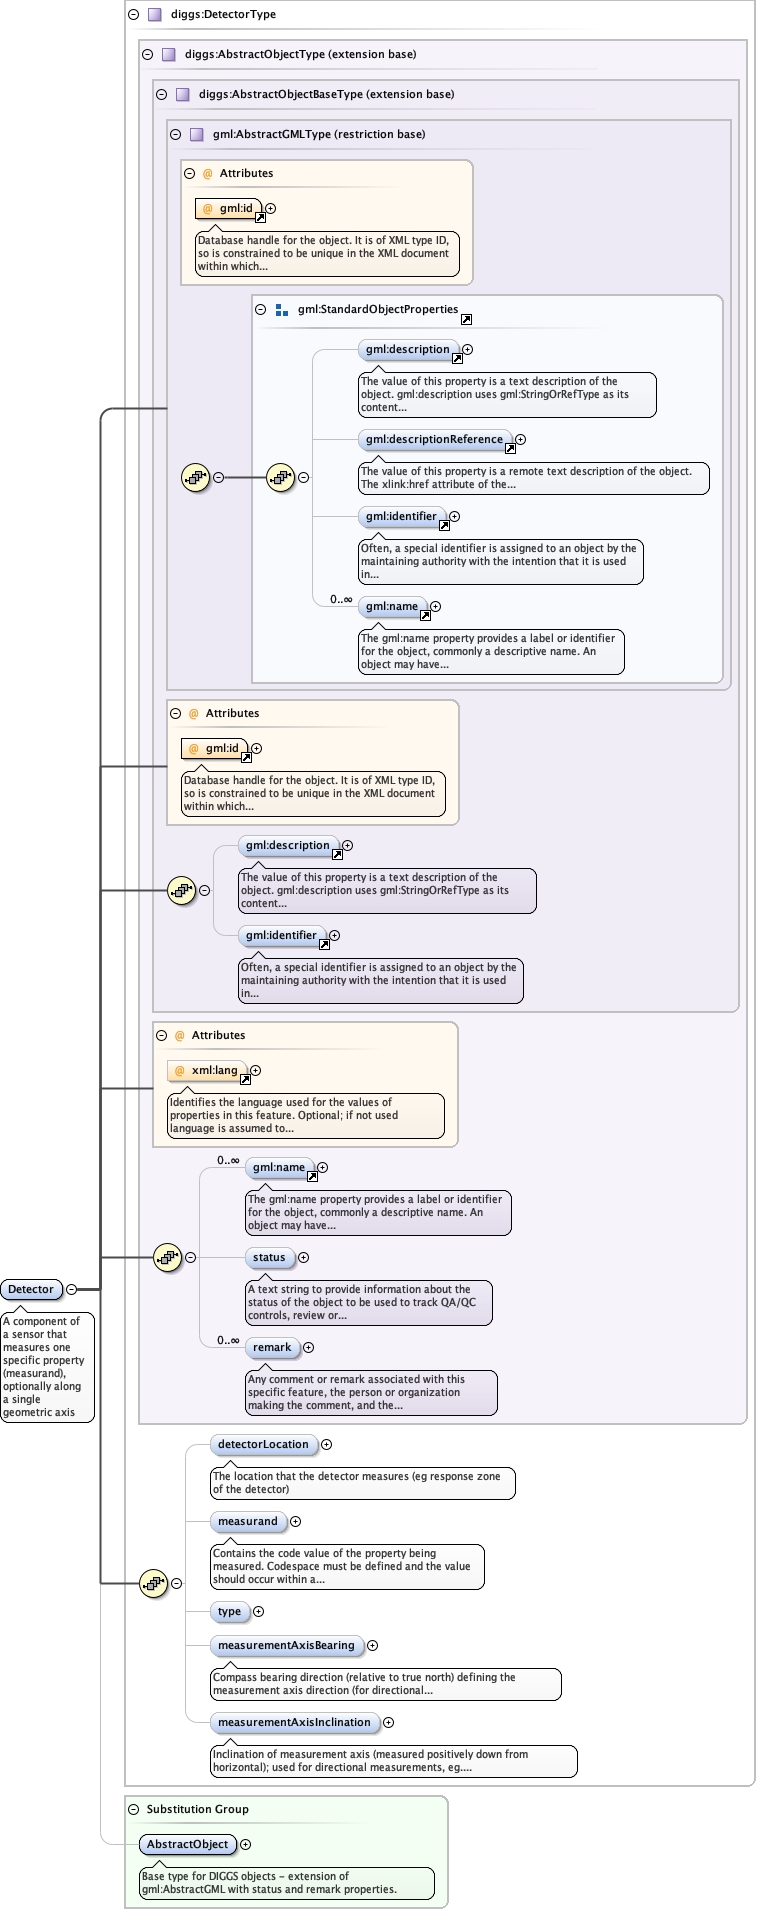 diggs:DetectorType
diggs:AbstractObjectType (extension base)
diggs:AbstractObjectBaseType (extension base)
gml:AbstractGMLType (restriction base)
@ Attributes
@ gml:id
Database handle for the object. It is of XML type ID,
so is constrained to be unique in the XML document
within which...
gml:StandardObjectProperties
gml:description
The value of this property is a text description of the
object. gml:description uses gml:StringOrRefType as its
content...
gml:descriptionReference
The value of this property is a remote text description of the object.
The xlink:href attribute of the...
gml:identifier
Often, a special identifier is assigned to an object by the
maintaining authority with the intention that it is used
in...
0..∞
gml:name
The gml:name property provides a label or identifier
for the object, commonly a descriptive name. An
object may have...
@ Attributes
@ gml:id
Database handle for the object. It is of XML type ID,
so is constrained to be unique in the XML document
within which...
gml:description
The value of this property is a text description of the
object. gml:description uses gml:StringOrRefType as its
content...
gml:identifier
Often, a special identifier is assigned to an object by the
maintaining authority with the intention that it is used
in...
@ Attributes
@ xml:lang
Identifies the language used for the values of
properties in this feature. Optional; if not used
language is assumed to...
0..∞
gml:name
The gml:name property provides a label or identifier
for the object, commonly a descriptive name. An
object may have...
status
A text string to provide information about the
status of the object to be used to track QA/QC
controls, review or...
0..∞
remark
Any comment or remark associated with this
specific feature, the person or organization
making the comment, and the...
Detector
A component of
a sensor that
measures one
specific property
(measurand),
optionally along
a single
geometric axis
detectorLocation
The location that the detector measures (eg response zone
of the detector)
measurand
Contains the code value of the property being
measured. Codespace must be defined and the value
should occur within a...
type
measurementAxisBearing
Compass bearing direction (relative to true north) defining the
measurement axis direction (for directional...
measurementAxisInclination
Inclination of measurement axis (measured positively down from
horizontal); used for directional measurements, eg....
Substitution Group
AbstractObject
Base type for DIGGS objects - extension of
gml:AbstractGML with status and remark properties.